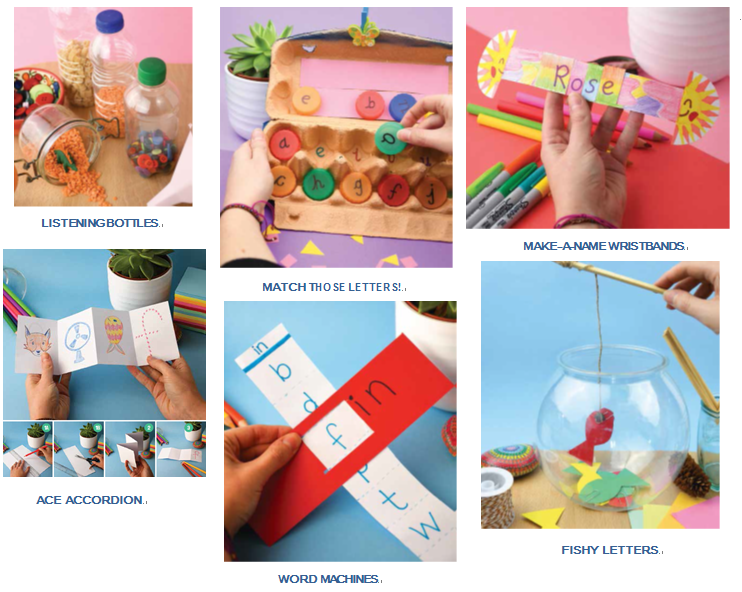 LISTENING BOTTLES
e b
a e i o u
c h g f j
MATCH THOSE LETTERS!
Rose
MAKE-A-NAME WRISTBANDS
f
ACE ACCORDION
in
b
d
f in
p
t
w
WORD MACHINES
FISHY LETTERS